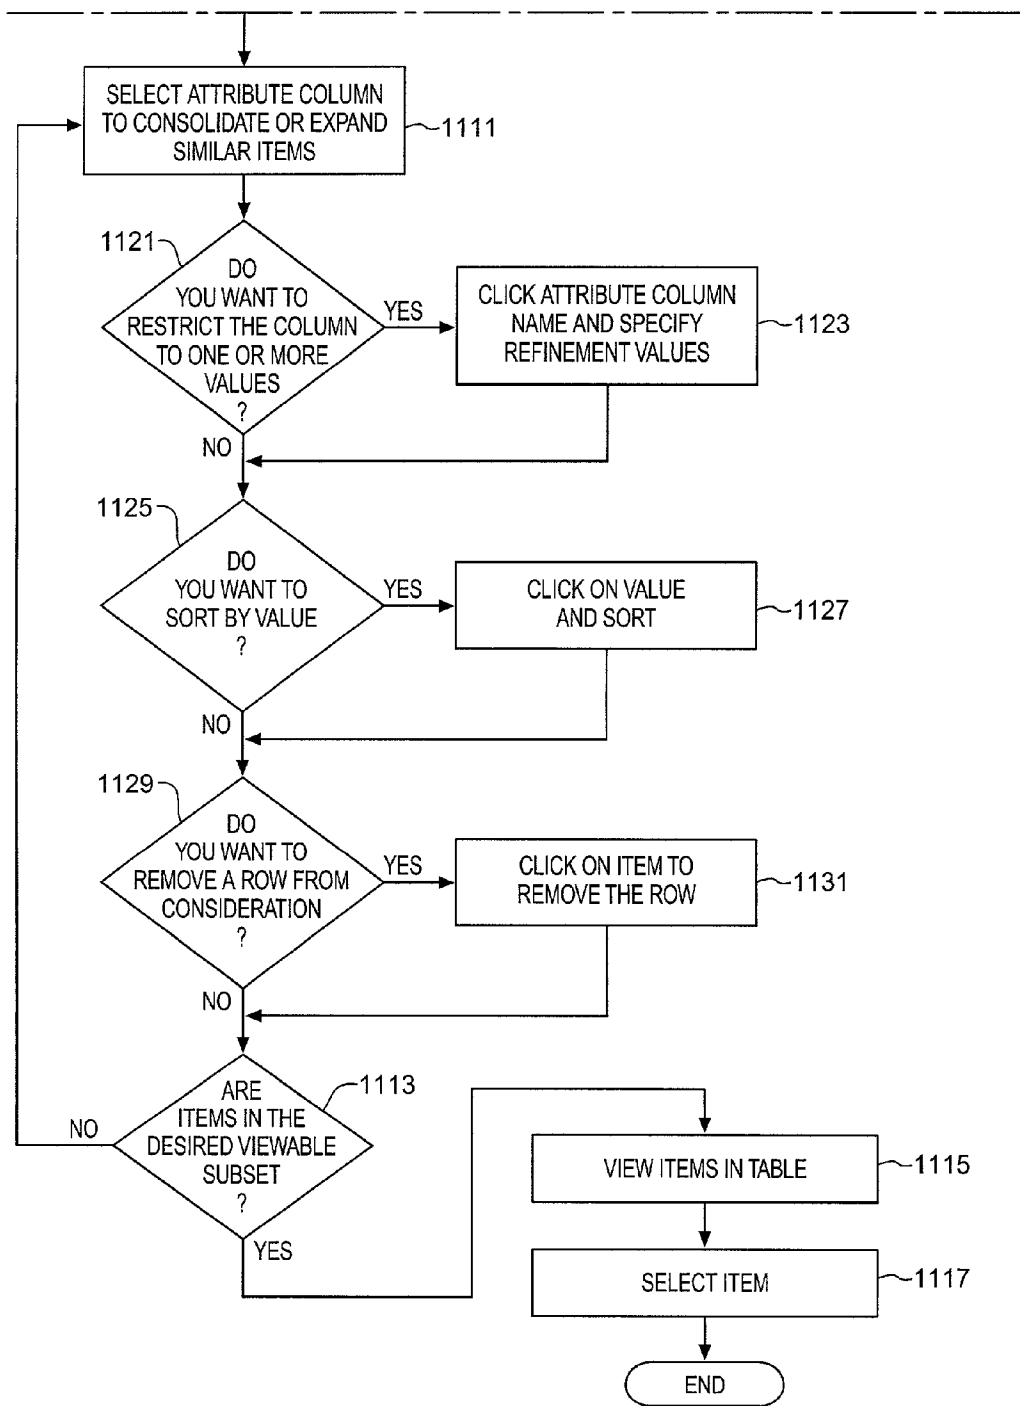 SELECT ATTRIBUTE COLUMN
TO CONSOLIDATE OR EXPAND
SIMILAR ITEMS
1111
1121
DO
YOU WANT TO
RESTRICT THE COLUMN
TO ONE OR MORE
VALUES
?
YES
CLICK ATTRIBUTE COLUMN
NAME AND SPECIFY
REFINEMENT VALUES
1123
NO
1125
DO
YOU WANT TO
SORT BY VALUE
?
YES
CLICK ON VALUE
AND SORT
1127
NO
1129
DO
YOU WANT TO
REMOVE A ROW FROM
CONSIDERATION
?
YES
CLICK ON ITEM TO
REMOVE THE ROW
1131
NO
1113
ARE
ITEMS IN THE
DESIRED VIEWABLE
SUBSET
?
NO
YES
VIEW ITEMS IN TABLE
1115
SELECT ITEM
1117
END